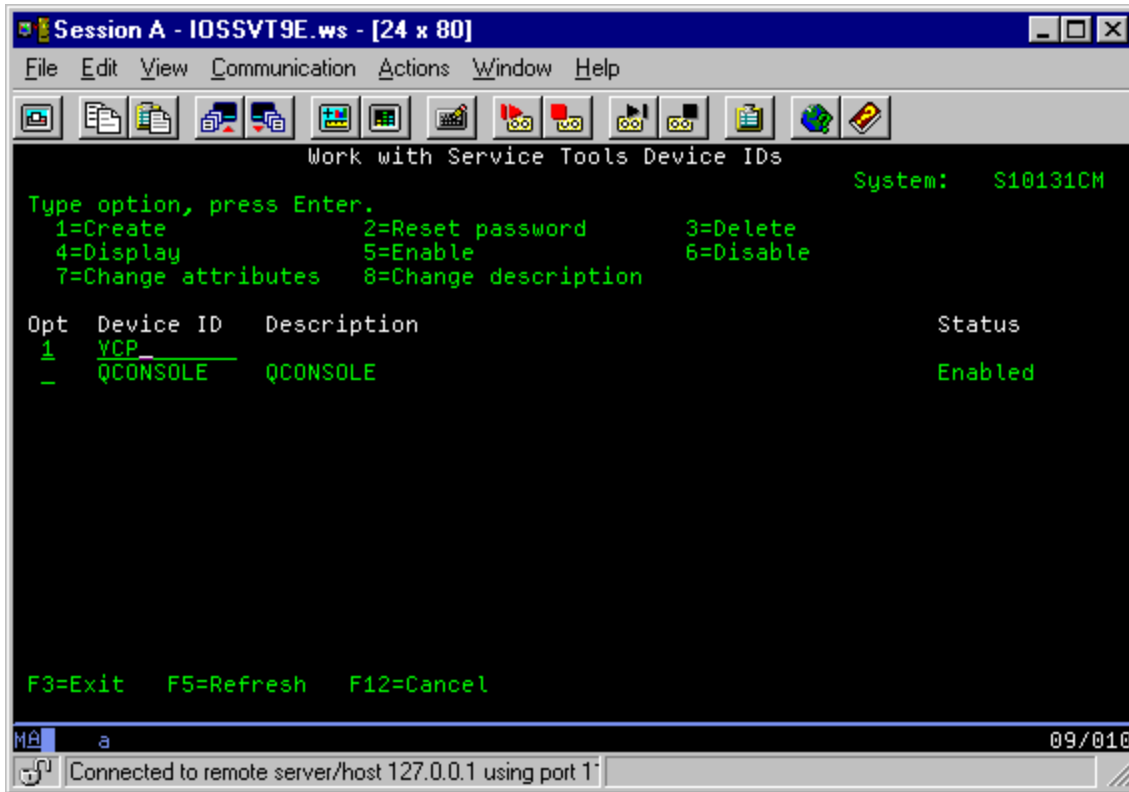 Session A - IOSSVT9E.ws - [24 x 80]
File Edit View Communication Actions Window Help
Work with Service Tools Device IDs
System: S10131CM
Type option, press Enter.
1=Create 2=Reset password 3=Delete
4=Display 5=Enable 6=Disable
7=Change attributes 8=Change description
Opt Device ID Description Status
1 YCP_
_ QCONSOLE QCONSOLE Enabled
F3=Exit F5=Refresh F12=Cancel
MA a 09/010
Connected to remote server/host 127.0.0.1 using port 1